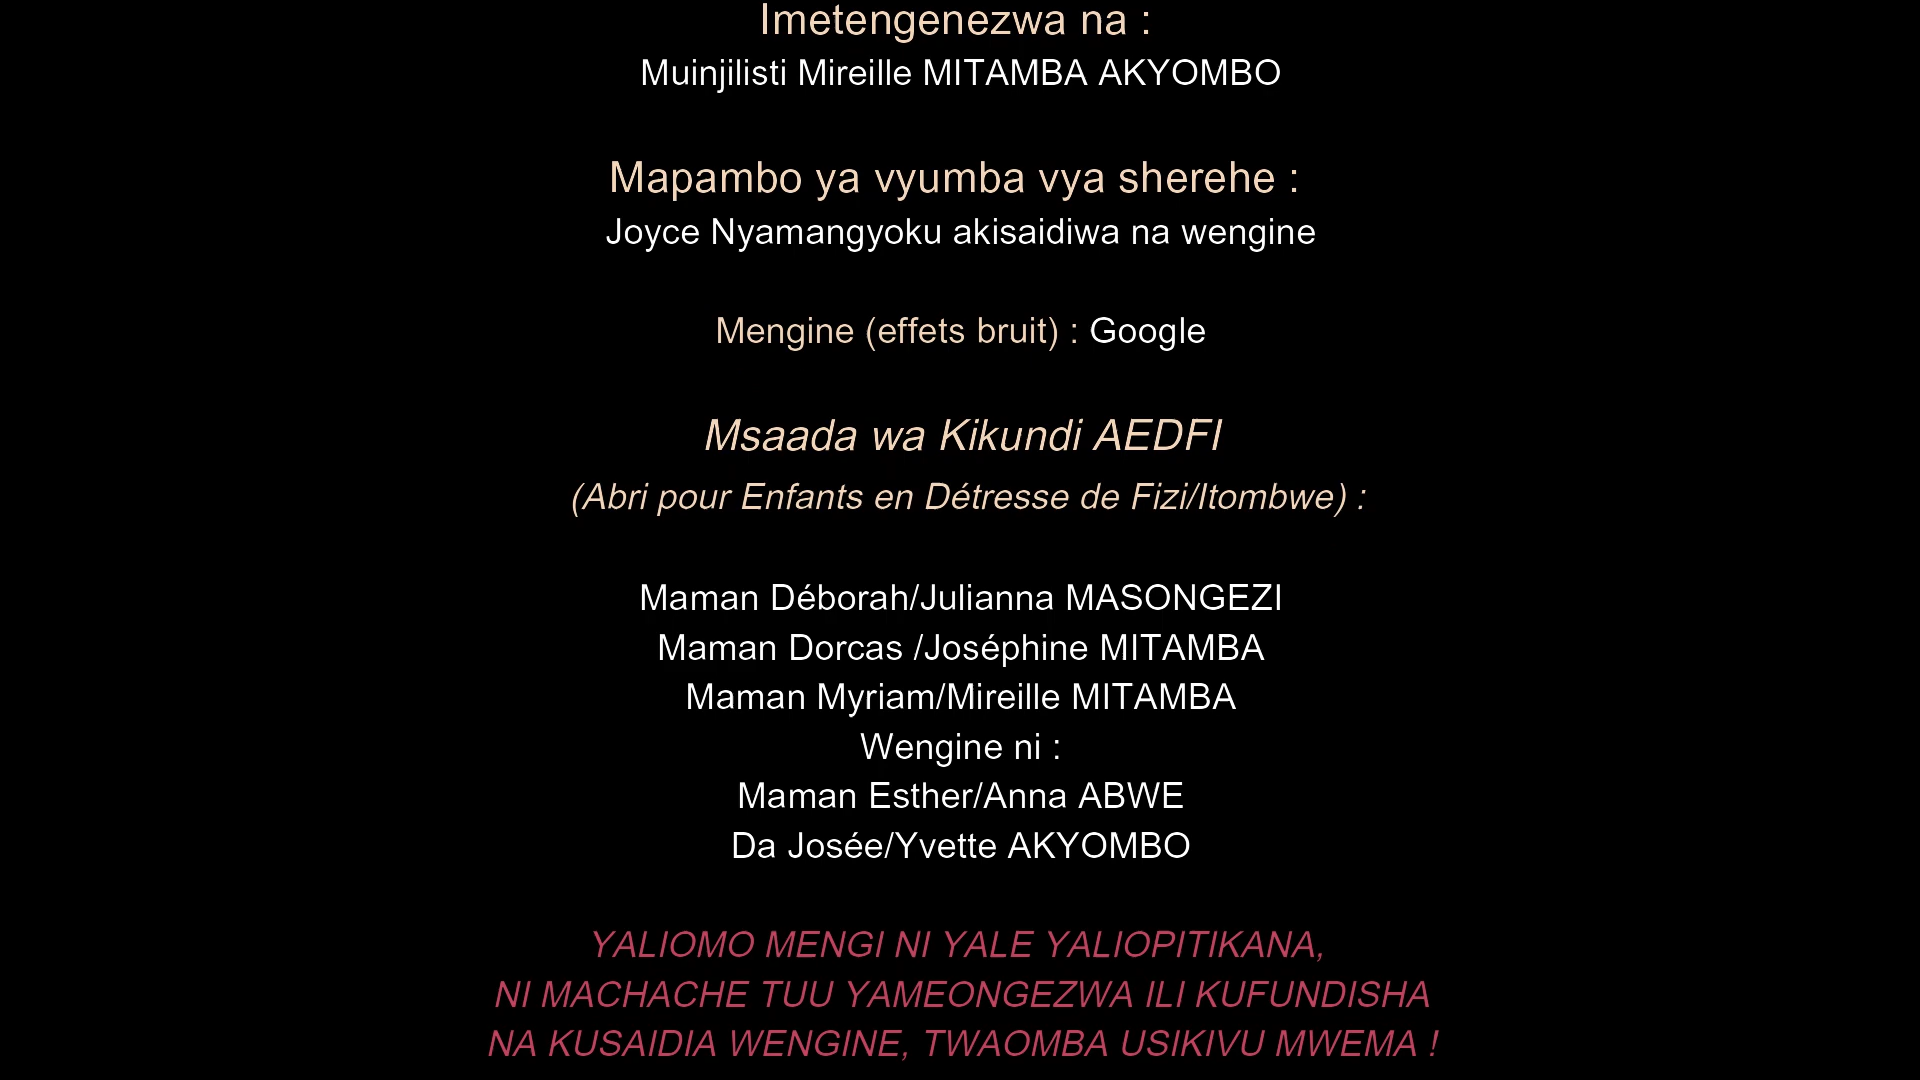 Imetengenezwa na :
Muinjilisti Mireille MITAMBA AKYOMBO
Mapambo ya vyumba vya sherehe :
Joyce Nyamangyoku akisaidiwa na wengine
Mengine (effets bruit) : Google
Msaada wa Kikundi AEDFI
(Abri pour Enfants en Détresse de Fizi/Itombwe) :
Maman Déborah/Julianna MASONGEZI
Maman Dorcas /Joséphine MITAMBA
Maman Myriam/Mireille MITAMBA
Wengine ni :
Maman Esther/Anna ABWE
Da Josée/Yvette AKYOMBO
YALIOMO MENGI NI YALE YALIOPITIKANA,
NI MACHACHE TUU YAMEONGEZWA ILI KUFUNDISHA
NA KUSAIDIA WENGINE, TWAOMBA USIKIVU MWEMA !